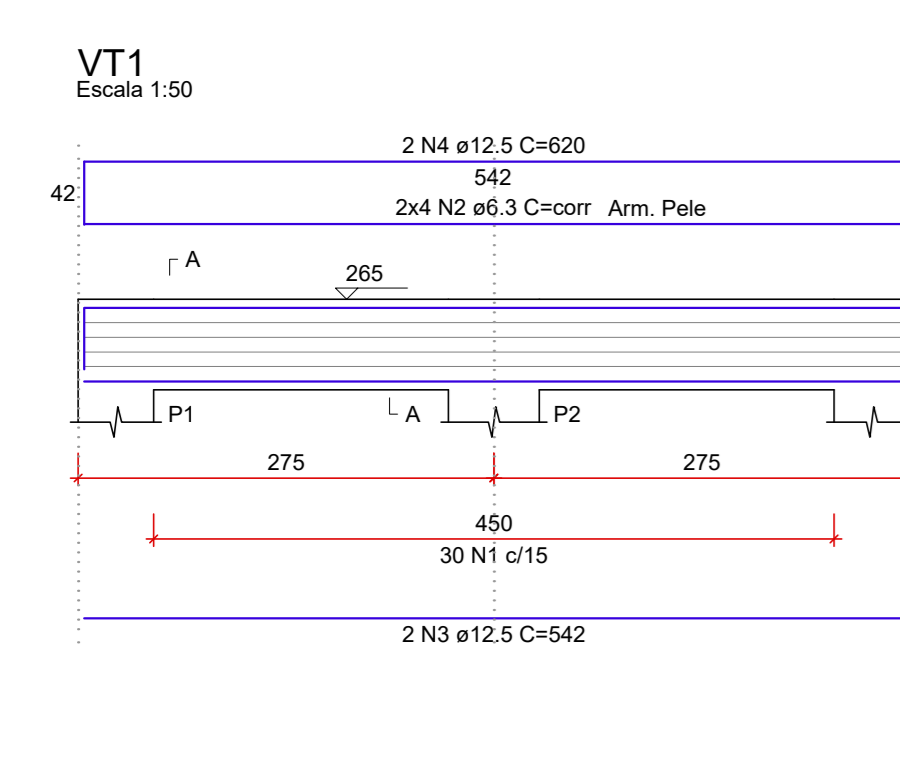 VT1
Escala 1:50
2 N4 ø12.5 C=620
542
42
2x4 N2 ø6.3 C=corr Arm. Pele
A
265
P1
A
P2
275
275
450
30 N1 c/15
2 N3 ø12.5 C=542